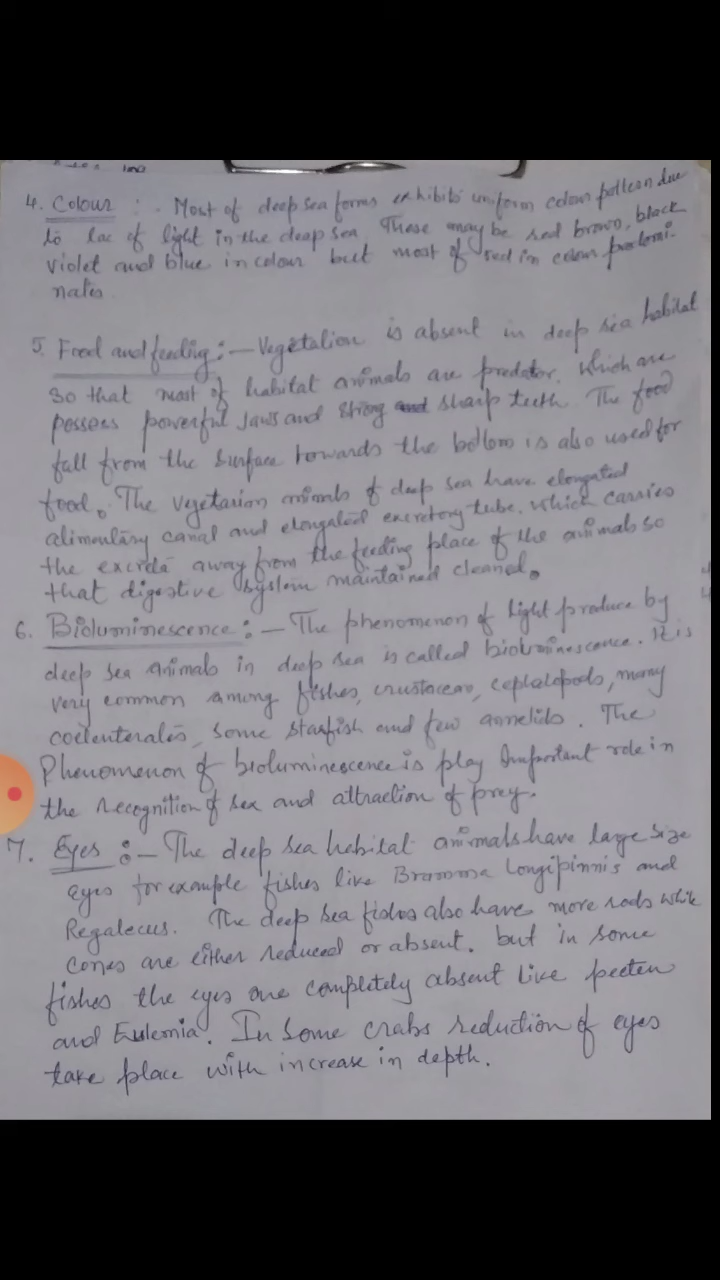 4. Colour : - Most of deep sea forms exhibits uniform colour pattern due
to lac of light in the deep sea. These may be red brown, black
violet and blue in colour but most of red in colour predomi-
nates.
5. Food and feeding :- Vegetation is absent in deep sea habitat
so that most of habitat animals are predator, which are
possess powerful jaws and strong and sharp teeth. The food
fall from the surface towards the bottom is also used for
food. The vegetarion animals of deep sea have elongated
alimentary canal and elongated excretory tube, which carries
the excreta away from the feeding place of the animals so
that digestive system maintained cleaned.
6. Bioluminescence :- The phenomenon of light produce by
deep sea animals in deep sea is called bioluminescence. It is
very common among fishes, crustacean, cephalopods, many
coelenterates, some starfish and few annelids. The
Phenomenon of bioluminescence is play Important role in
the recognition of sex and attraction of prey.
7. Eyes :- The deep sea habital animals have large size
eyes for example fishes like Bramma Longipinnis and
Regalecus. The deep sea fishes also have more rods while
cones are either reduced or absent. but in some
fishes the eyes are completely absent like pecten
and Eulemia. In some crabs reduction of eyes
take place with increase in depth.